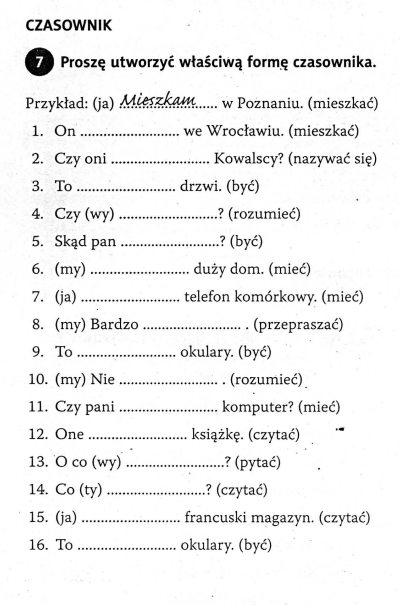 CZASOWNIK
7 Proszę utworzyć właściwą formę czasownika.
Przykład: (ja) Mieszkam...... w Poznaniu. (mieszkać)
1. On ........................ we Wrocławiu. (mieszkać)
2. Czy oni ........................ Kowalscy? (nazywać się)
3. To ........................ drzwi. (być)
4. Czy (wy) ........................? (rozumieć)
5. Skąd pan ........................? (być)
6. (my) ........................ duży dom. (mieć)
7. (ja) ........................ telefon komórkowy. (mieć)
8. (my) Bardzo ........................ . (przepraszać)
9. To ........................ okulary. (być)
10. (my) Nie ........................ . (rozumieć)
11. Czy pani ........................ komputer? (mieć)
12. One ........................ książkę. (czytać)
13. O co (wy) ........................? (pytać)
14. Co (ty) ........................? (czytać)
15. (ja) ........................ francuski magazyn. (czytać)
16. To ........................ okulary. (być)